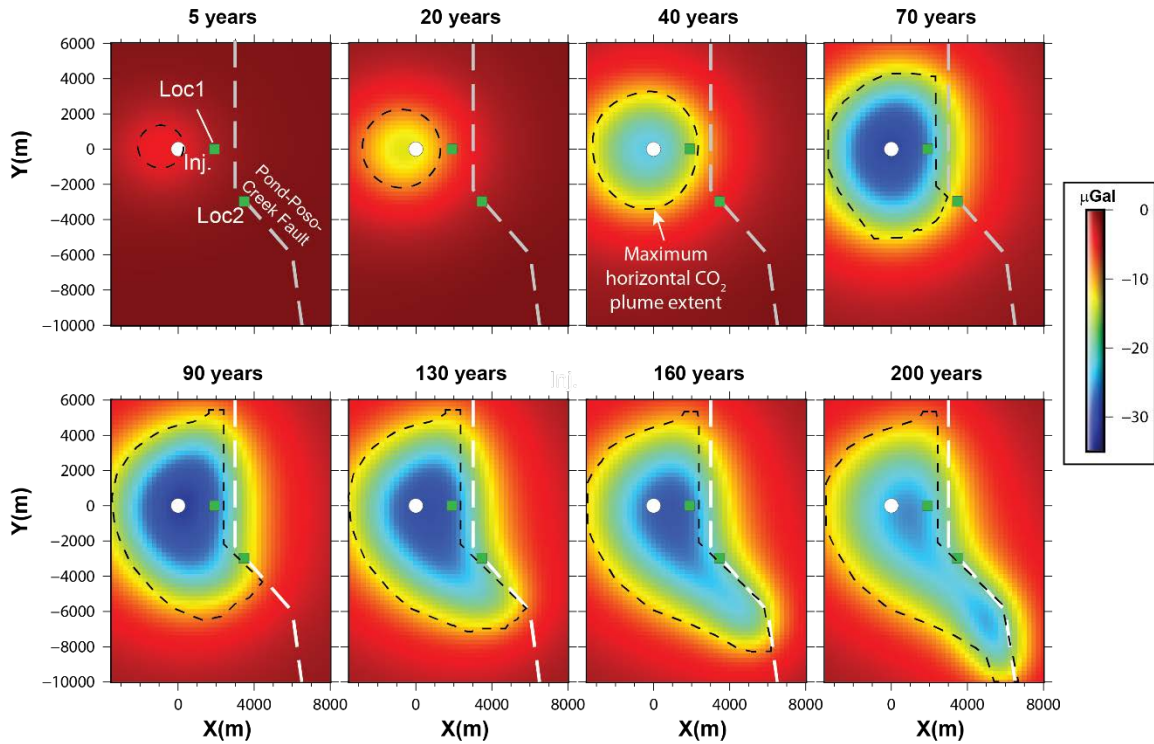 5 years
20 years
40 years
70 years
Y(m)
6000
4000
2000
0
−2000
−4000
−6000
−8000
−10000
Loc1
Inj.
Loc2
Pond-Poso-
Creek Fault
Maximum
horizontal CO₂
plume extent
μGal
0
−10
−20
−30
90 years
Inj.
130 years
160 years
200 years
Y(m)
6000
4000
2000
0
−2000
−4000
−6000
−8000
−10000
0 4000 8000
0 4000 8000
0 4000 8000
0 4000 8000
X(m)
X(m)
X(m)
X(m)